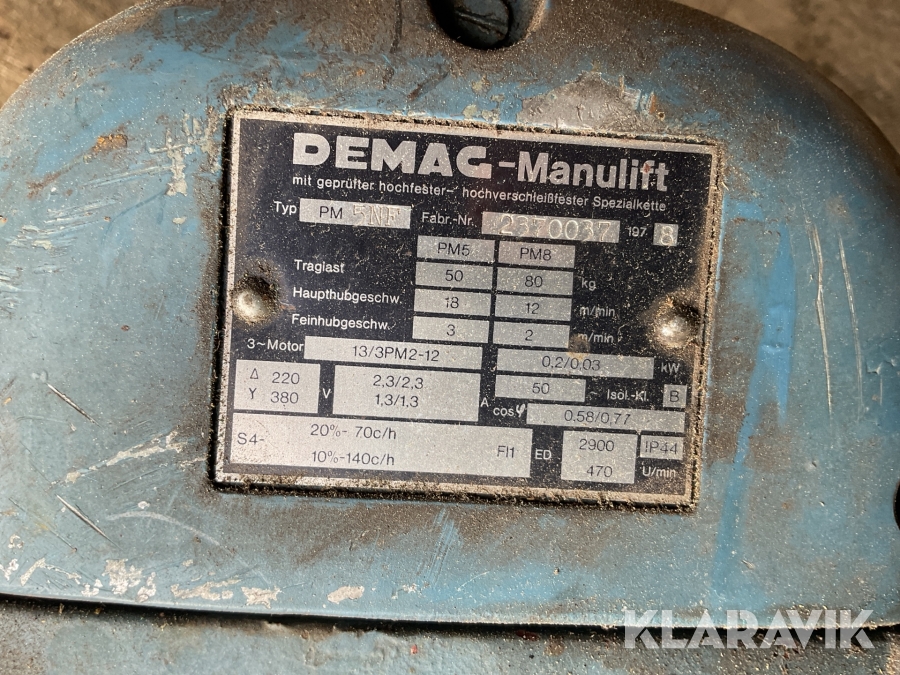 DEMAG-Manulift
mit geprüfter hochfester- hochverschleißfester Spezialkette
Typ PM 5NF Fabr.-Nr. 2370037 197 8
PM5 PM8
Traglast 50 80 kg
Haupthubgeschw. 18 12 m/min
Feinhubgeschw. 3 2 m/min
3~Motor 13/3PM2-12 0,2/0,03 kW
Δ 220 V 2,3/2,3 A 50 ~ Isol.-Kl. B
Y 380 1,3/1,3 cosφ 0.58/0,77
S4- 20%- 70c/h FI1 ED 2900 IP44
10%-140c/h 470 U/min
KLARAVIK